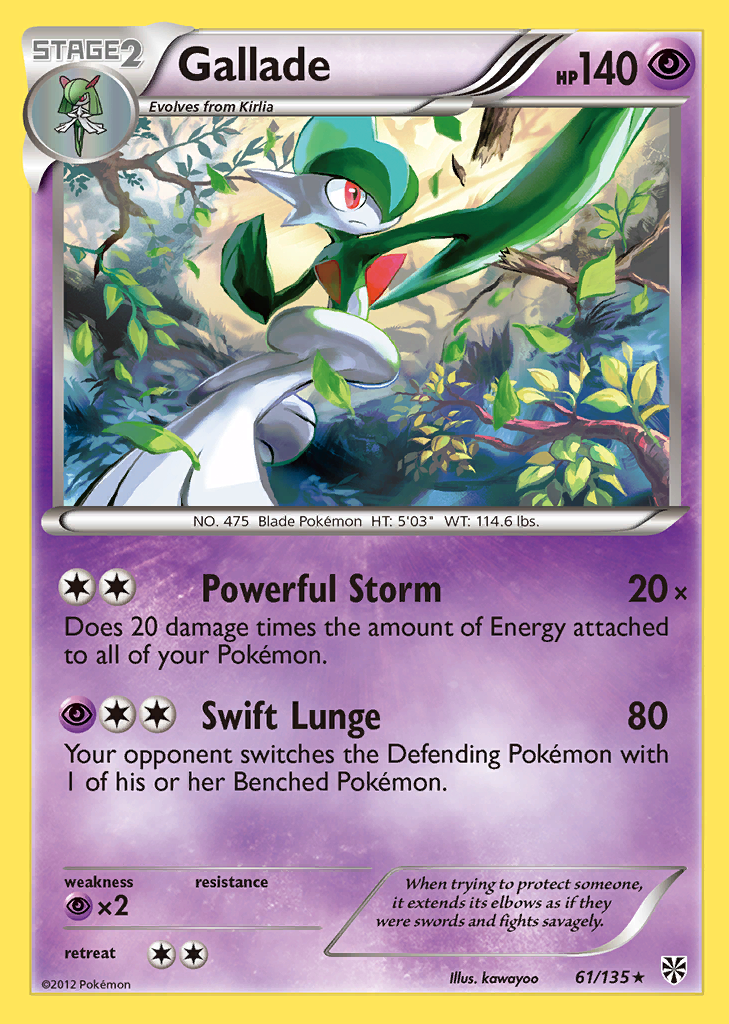 STAGE2
Gallade
HP140
Evolves from Kirlia
NO. 475 Blade Pokémon HT: 5'03" WT: 114.6 lbs.
Powerful Storm 20×
Does 20 damage times the amount of Energy attached
to all of your Pokémon.
Swift Lunge 80
Your opponent switches the Defending Pokémon with
1 of his or her Benched Pokémon.
weakness resistance
×2
When trying to protect someone,
it extends its elbows as if they
were swords and fights savagely.
retreat
©2012 Pokémon
Illus. kawayoo 61/135★